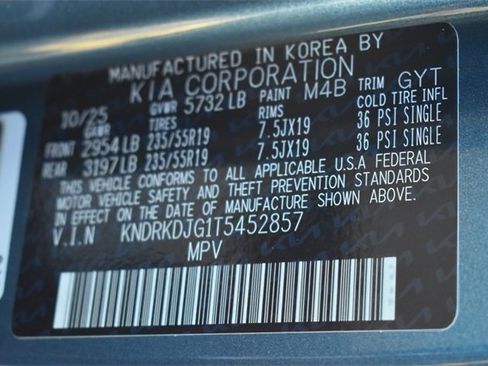 MANUFACTURED IN KOREA BY
KIA CORPORATION
10/25 GVWR 5732 LB PAINT M4B TRIM GYT
GAWR TIRES RIMS COLD TIRE INFL
FRONT 2954 LB 235/55R19 7.5JX19 36 PSI SINGLE
REAR 3197 LB 235/55R19 7.5JX19 36 PSI SINGLE
THIS VEHICLE CONFORMS TO ALL APPLICABLE U.S.A FEDERAL
MOTOR VEHICLE SAFETY AND THEFT PREVENTION STANDARDS
IN EFFECT ON THE DATE OF MANUFACTURE SHOWN ABOVE.
V.I.N KNDRKDJG1T5452857
MPV